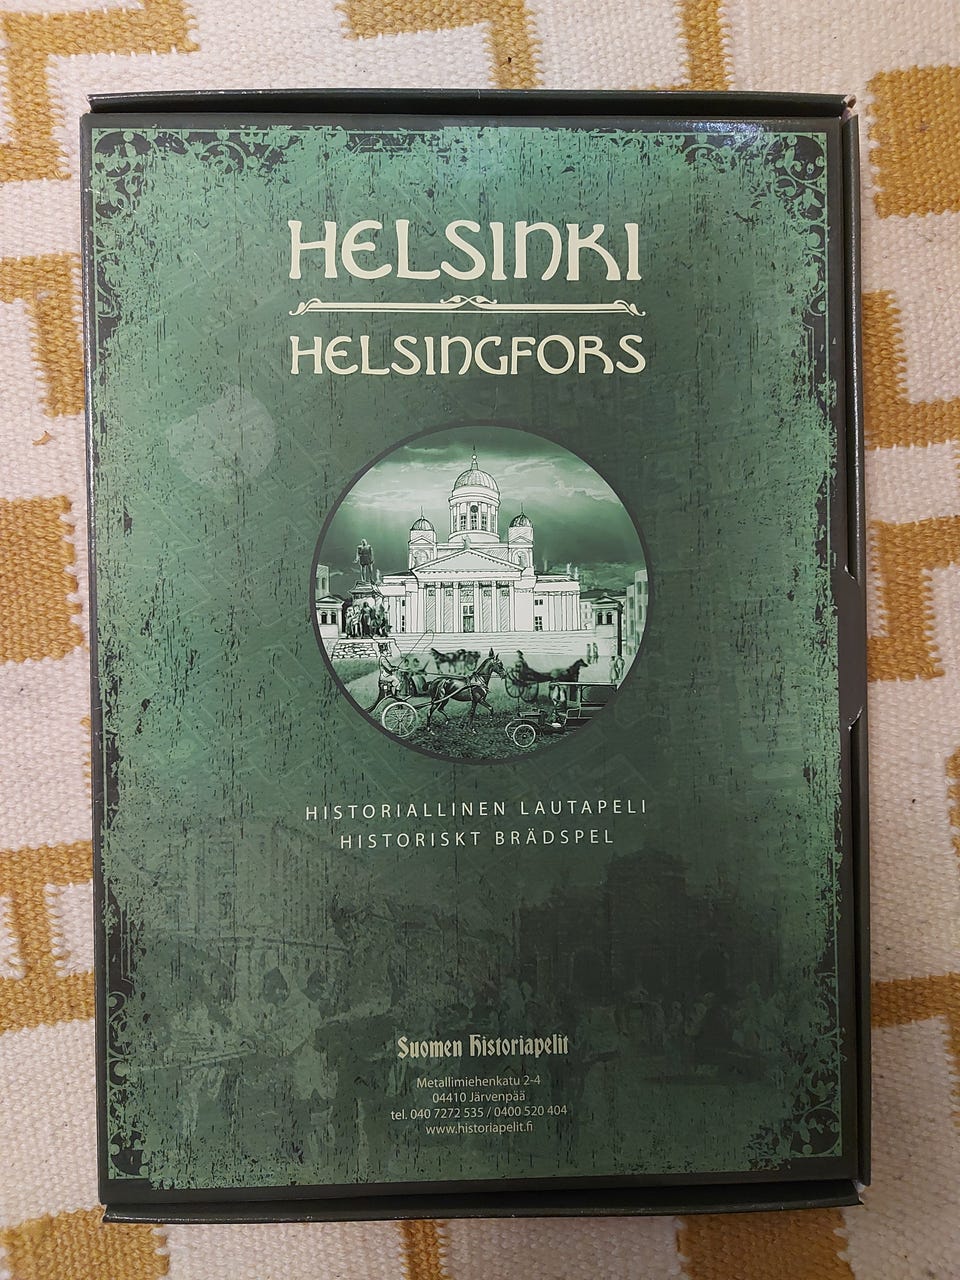 HELSINKI
HELSINGFORS
HISTORIALLINEN LAUTAPELI
HISTORISKT BRÄDSPEL
Suomen Historiapelit
Metallimiehenkatu 2-4
04410 Järvenpää
tel. 040 7272 535 / 0400 520 404
www.historiapelit.fi